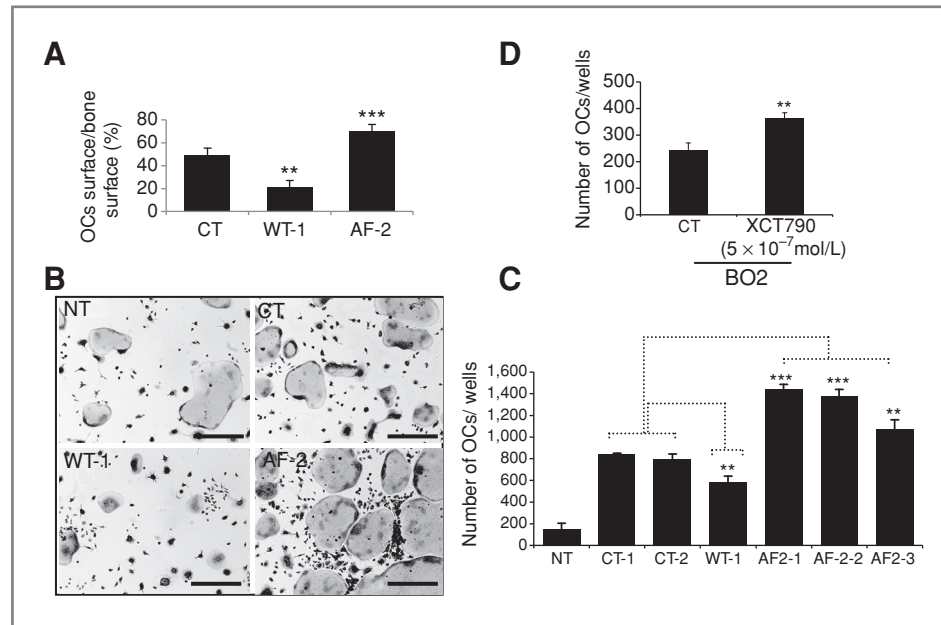 A
OCs surface/bone
surface (%)
80
60
40
20
0
**
***
CT WT-1 AF-2
D
Number of OCs/wells
500
400
300
200
100
0
**
CT XCT790
(5 × 10⁻⁷mol/L)
BO2
B
NT
CT
WT-1
AF-2
C
Number of OCs/ wells
1,600
1,400
1,200
1,000
800
600
400
200
0
**
***
***
**
NT CT-1 CT-2 WT-1 AF2-1 AF-2-2 AF2-3